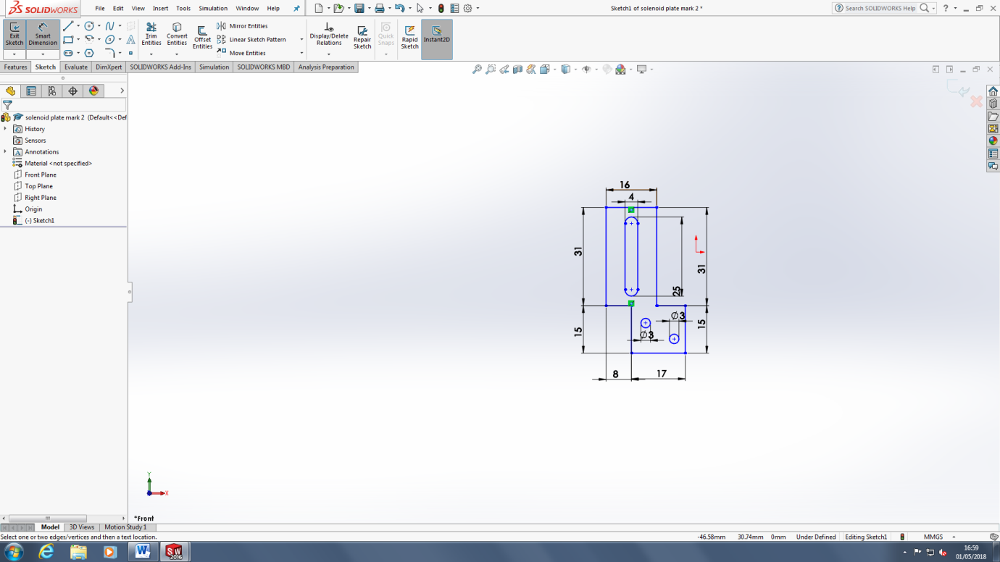 SOLIDWORKS File Edit View Insert Tools Simulation Window Help Sketch1 of solenoid plate mark 2 * Search SOLIDWORKS Help ?
Exit Sketch
Smart Dimension
Trim Entities
Convert Entities
Offset Entities
Mirror Entities
Linear Sketch Pattern
Move Entities
Display/Delete Relations
Repair Sketch
Quick Snaps
Rapid Sketch
Instant2D
Features Sketch Evaluate DimXpert SOLIDWORKS Add-Ins Simulation SOLIDWORKS MBD Analysis Preparation
solenoid plate mark 2 (Default<<Def
History
Sensors
Annotations
Material <not specified>
Front Plane
Top Plane
Right Plane
Origin
(-) Sketch1
16
4
31
31
25
Ø3
15
Ø3
15
8
17
Y
X
*Front
Model 3D Views Motion Study 1
Select one or two edges/vertices and then a text location. -46.58mm 30.74mm 0mm Under Defined Editing Sketch1 MMGS
W
SW 2016
16:59
01/05/2018